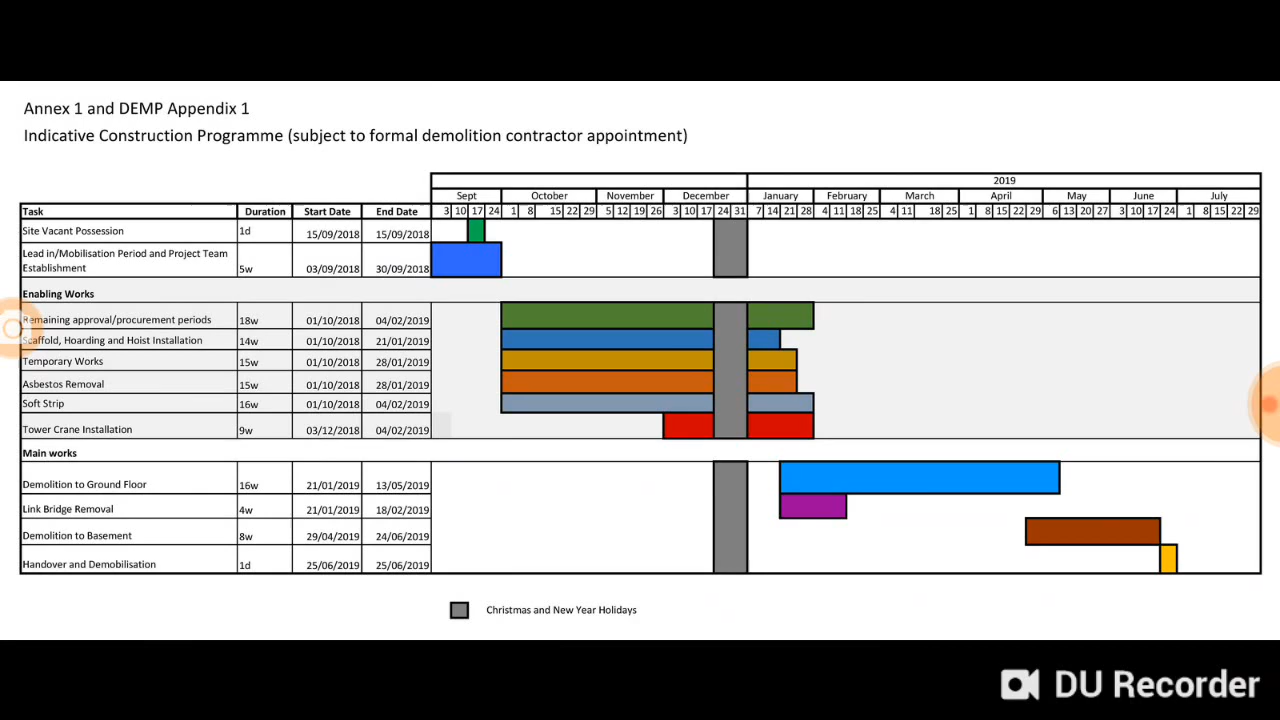 Annex 1 and DEMP Appendix 1
Indicative Construction Programme (subject to formal demolition contractor appointment)
2019
Sept October November December January February March April May June July
Task Duration Start Date End Date 3 10 17 24 1 8 15 22 29 5 12 19 26 3 10 17 24 31 7 14 21 28 4 11 18 25 4 11 18 25 1 8 15 22 29 6 13 20 27 3 10 17 24 1 8 15 22 29
Site Vacant Possession 1d 15/09/2018 15/09/2018
Lead in/Mobilisation Period and Project Team
Establishment 5w 03/09/2018 30/09/2018
Enabling Works
Remaining approval/procurement periods 18w 01/10/2018 04/02/2019
Scaffold, Hoarding and Hoist Installation 14w 01/10/2018 21/01/2019
Temporary Works 15w 01/10/2018 28/01/2019
Asbestos Removal 15w 01/10/2018 28/01/2019
Soft Strip 16w 01/10/2018 04/02/2019
Tower Crane Installation 9w 03/12/2018 04/02/2019
Main works
Demolition to Ground Floor 16w 21/01/2019 13/05/2019
Link Bridge Removal 4w 21/01/2019 18/02/2019
Demolition to Basement 8w 29/04/2019 24/06/2019
Handover and Demobilisation 1d 25/06/2019 25/06/2019
Christmas and New Year Holidays
DU Recorder